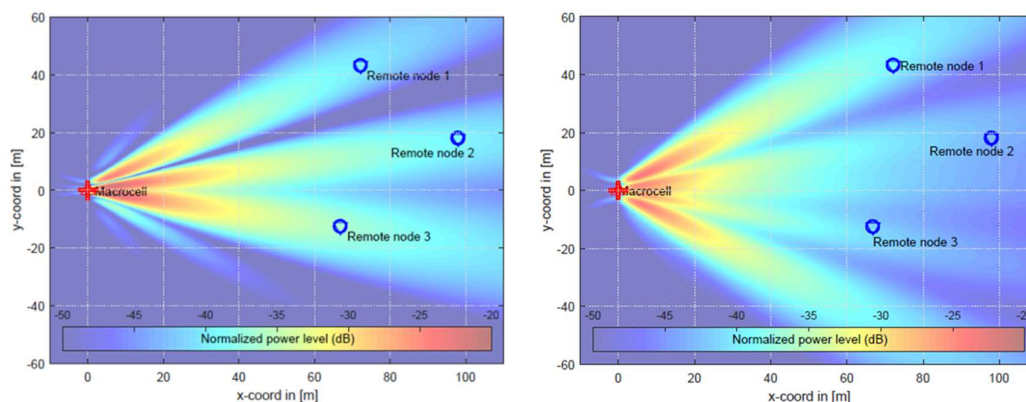 60
40
20
0
-20
-40
-60
y-coord in [m]
Remote node 1
Remote node 2
Macrocell
Remote node 3
-50 -45 -40 -35 -30 -25 -20
Normalized power level (dB)
0 20 40 60 80 100
x-coord in [m]
60
40
20
0
-20
-40
-60
y-coord in [m]
Remote node 1
Remote node 2
Macrocell
Remote node 3
-50 -45 -40 -35 -30 -25
Normalized power level (dB)
0 20 40 60 80 100
x-coord in [m]